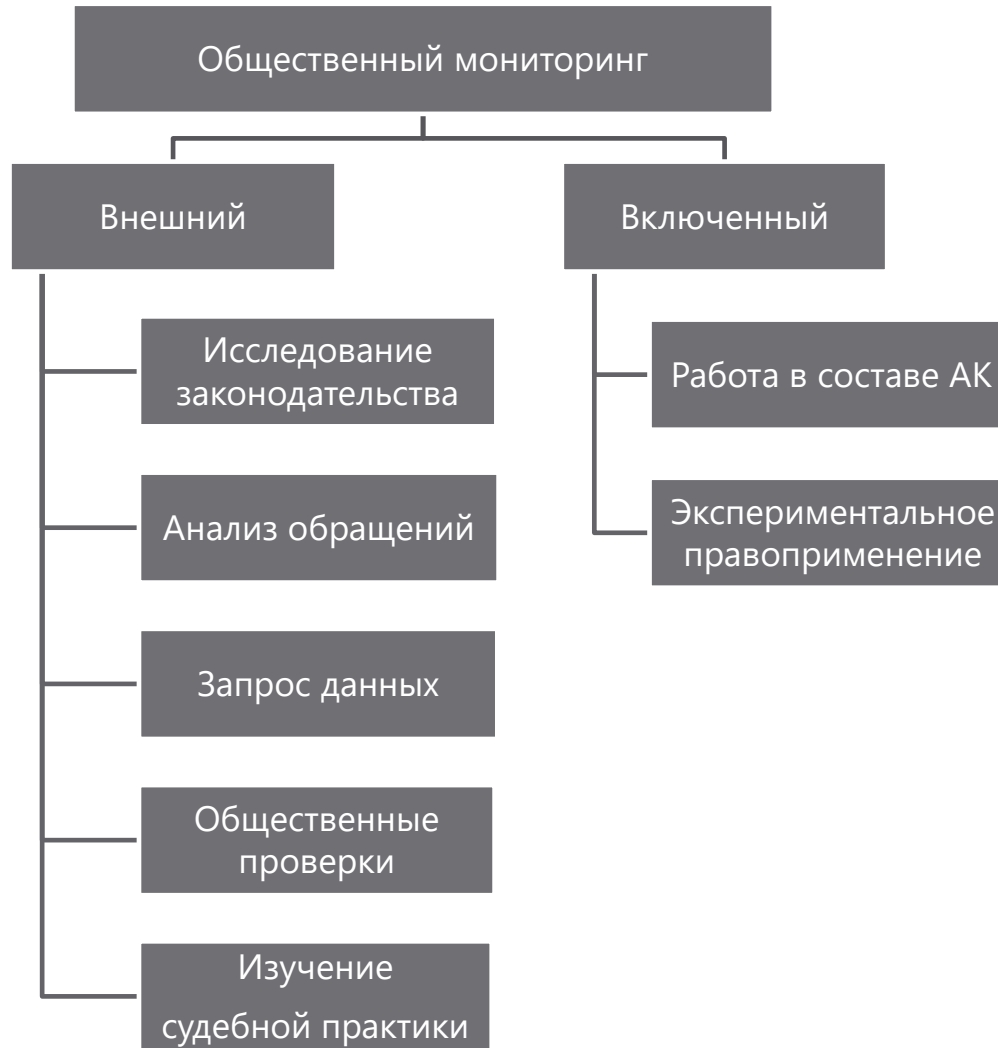 Общественный мониторинг
Внешний
Включенный
Исследование
законодательства
Анализ обращений
Запрос данных
Общественные
проверки
Изучение
судебной практики
Работа в составе АК
Экспериментальное
правоприменение